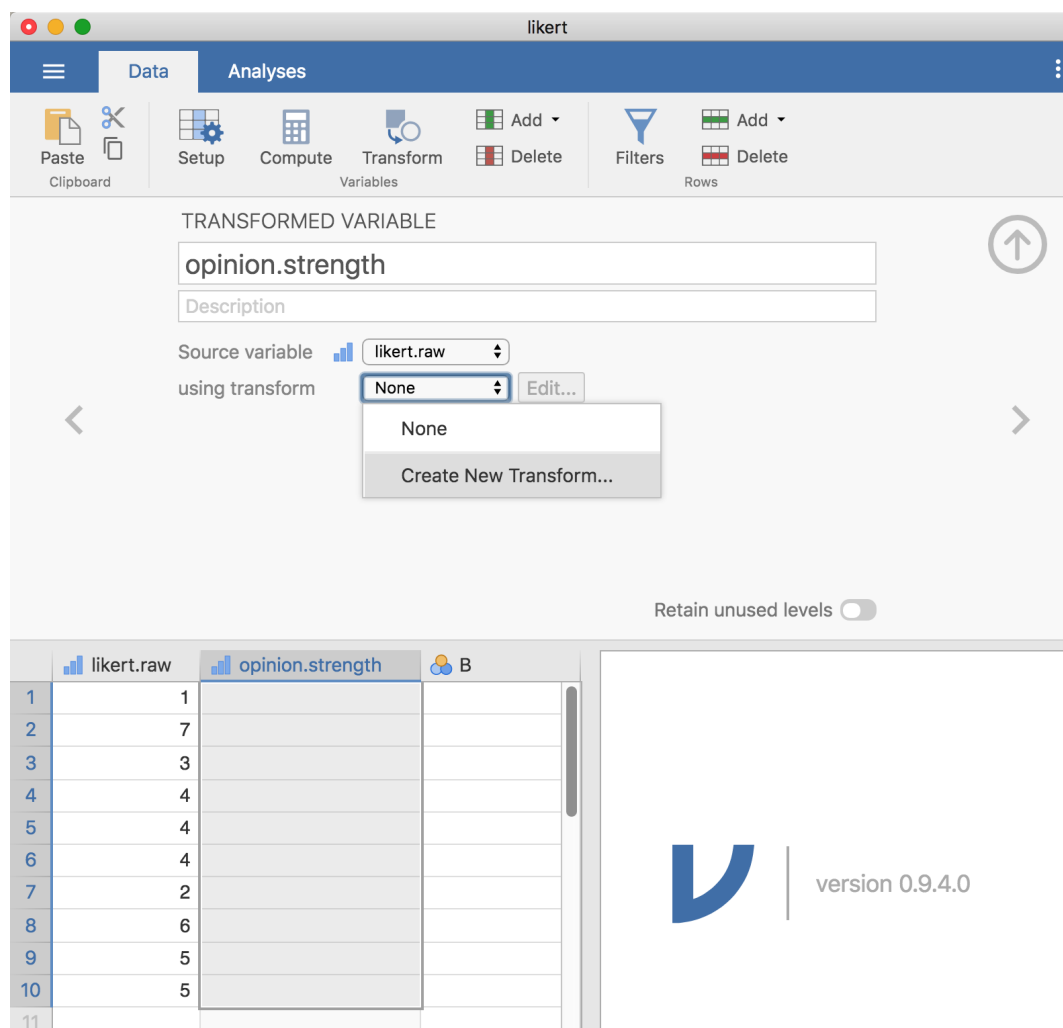 likert
Data Analyses
Paste Setup Compute Transform Add Delete Filters Add Delete
Clipboard Variables Rows
TRANSFORMED VARIABLE
opinion.strength
Description
Source variable likert.raw
using transform None Edit...
None
Create New Transform...
Retain unused levels
likert.raw opinion.strength B
1 1
2 7
3 3
4 4
5 4
6 4
7 2
8 6
9 5
10 5
11
version 0.9.4.0